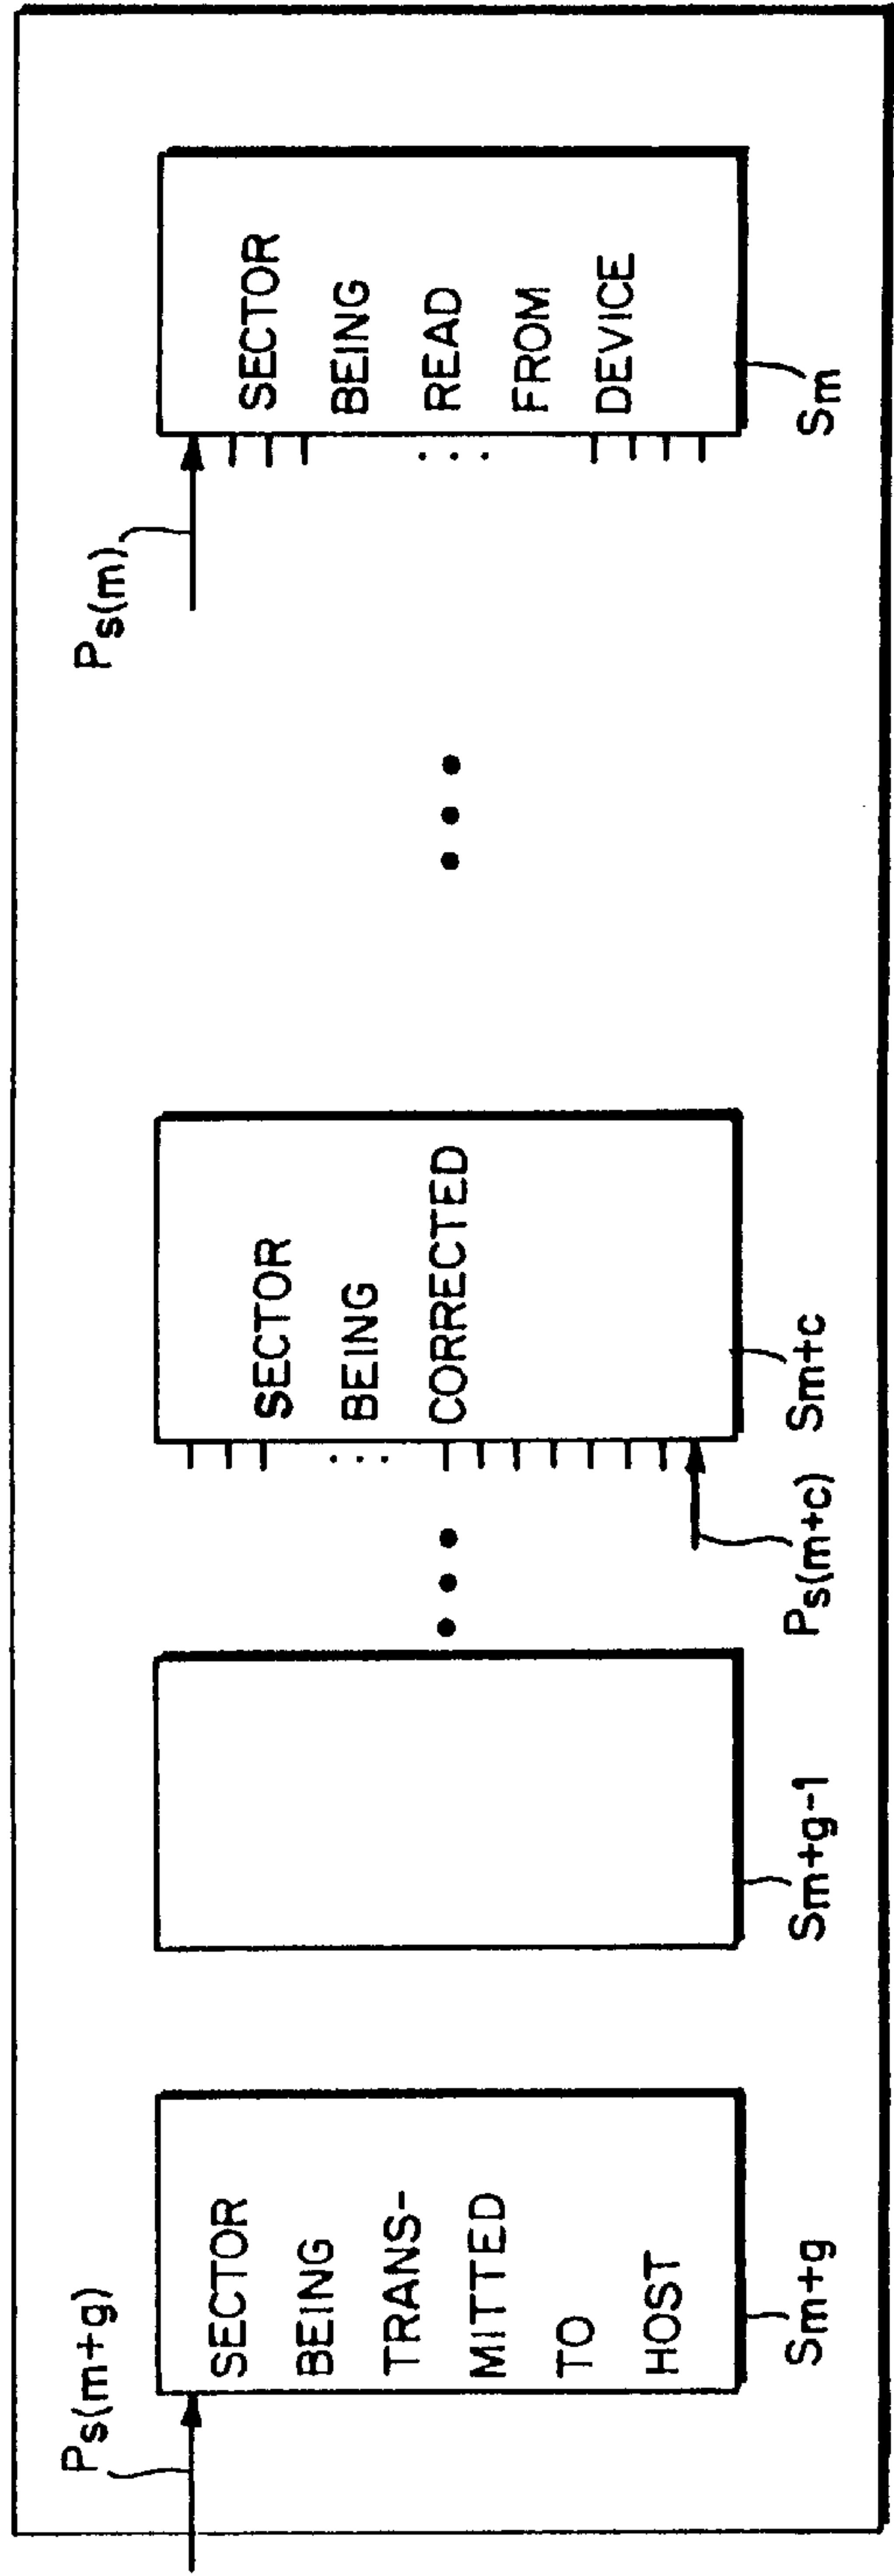 Ps(m+g)
SECTOR
BEING
TRANS-
MITTED
TO
HOST
Sm+g
Sm+g-1
SECTOR
BEING
CORRECTED
Ps(m+c)
Sm+c
Ps(m)
SECTOR
BEING
READ
FROM
DEVICE
Sm